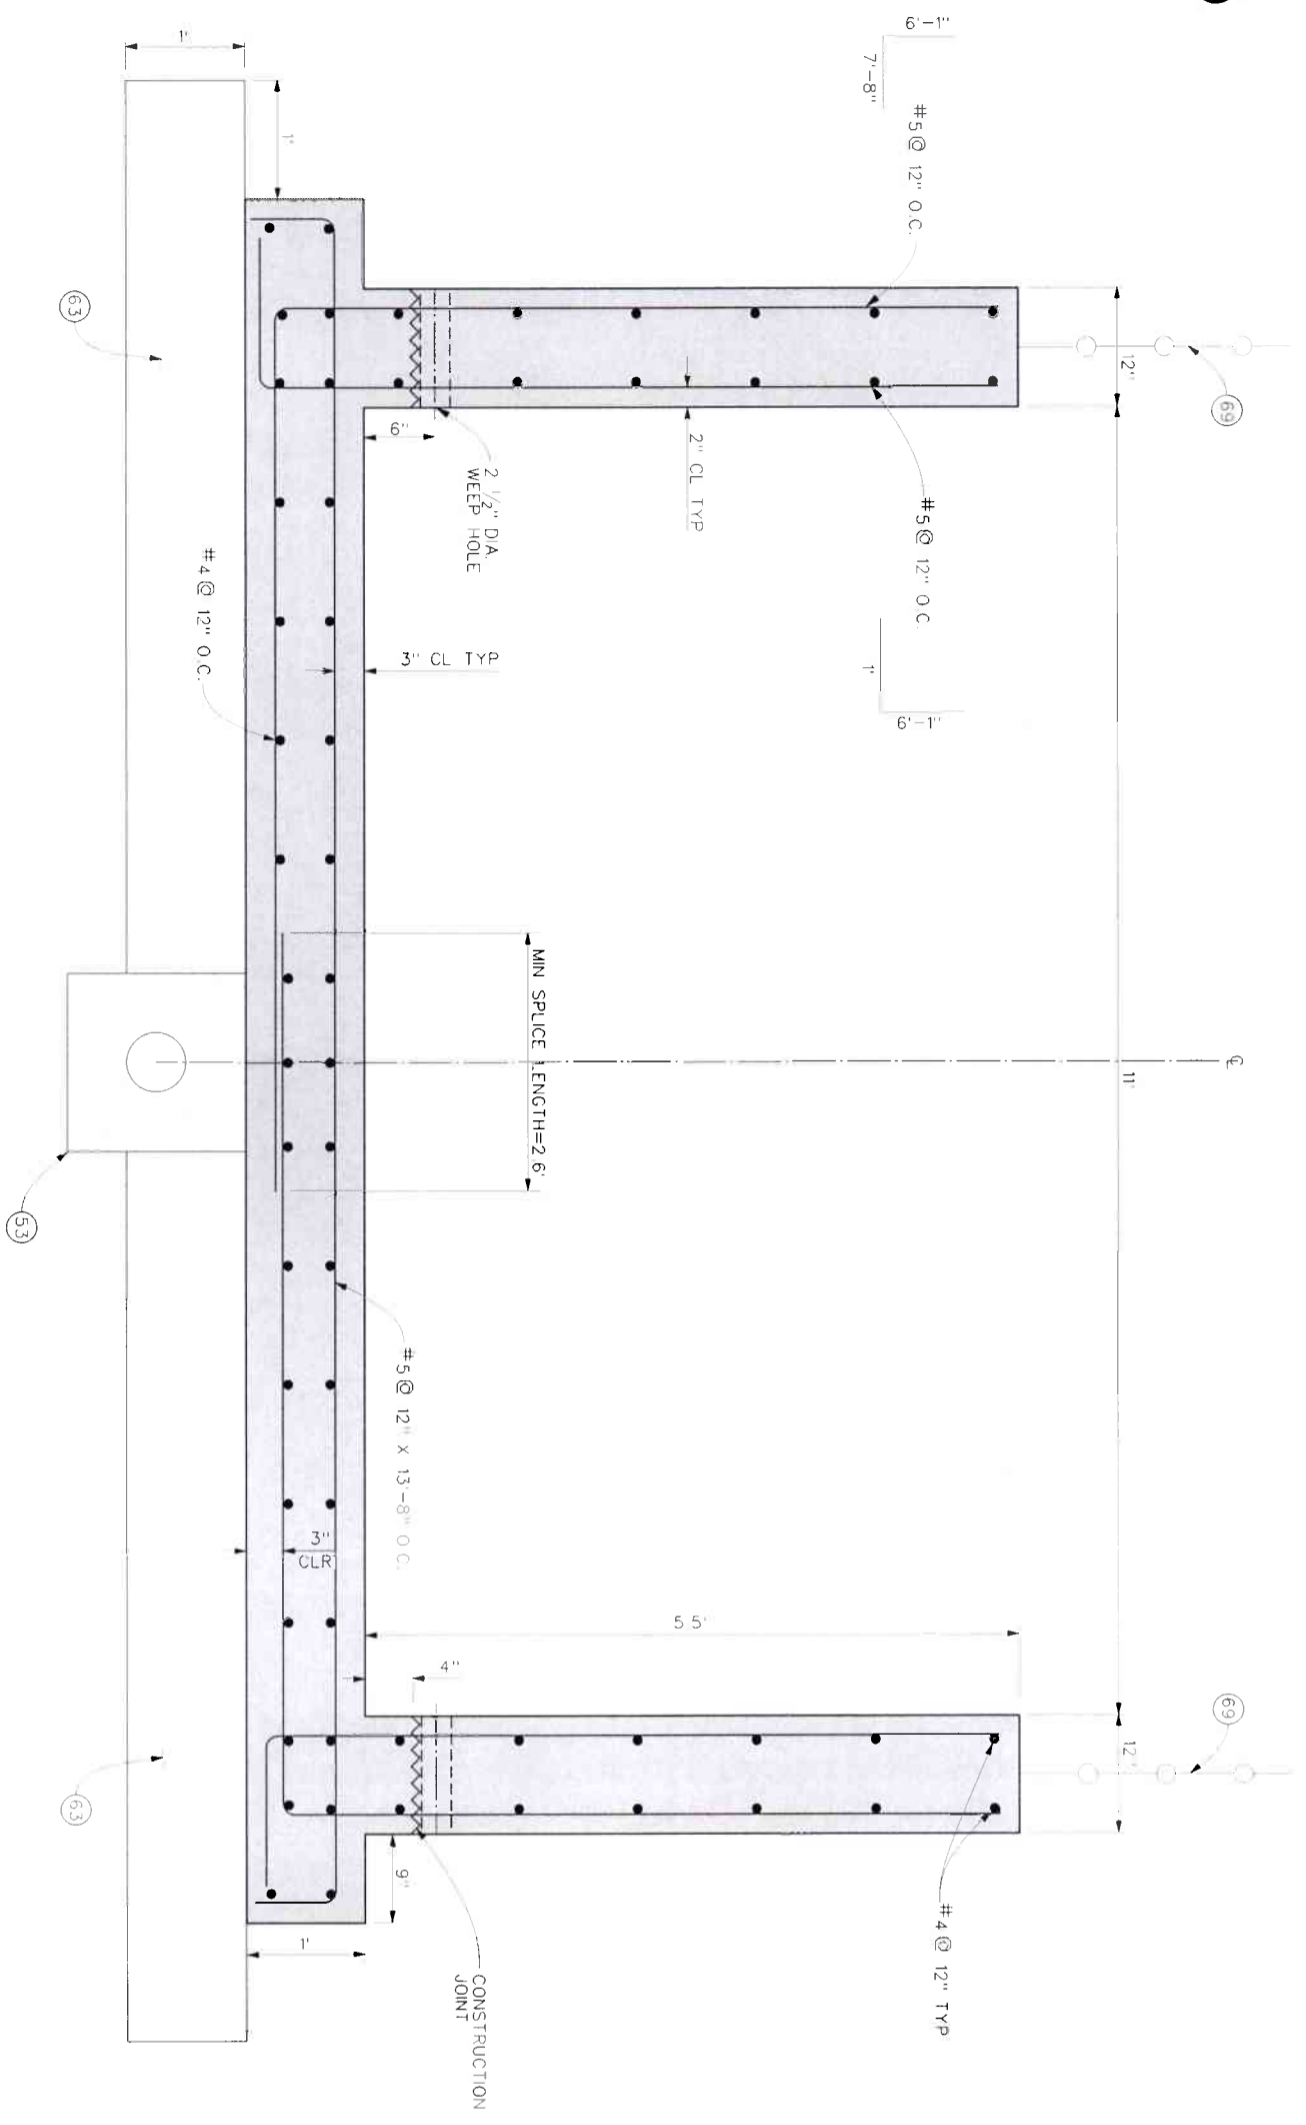 69
69
12"
11'
12"
℄
6'-1"
7'-8"
#5@ 12" O.C.
#5@ 12" O.C.
1'
6'-1"
#4@ 12" TYP
2" CL TYP
5.5'
2 1/2" DIA.
WEEP HOLE
6"
MIN SPLICE LENGTH=2.6'
4"
CONSTRUCTION
JOINT
3" CL TYP
#5@ 12" X 13'-8" O.C.
9"
1'
1'
3"
CLR
1'
#4@ 12" O.C.
63
53
63